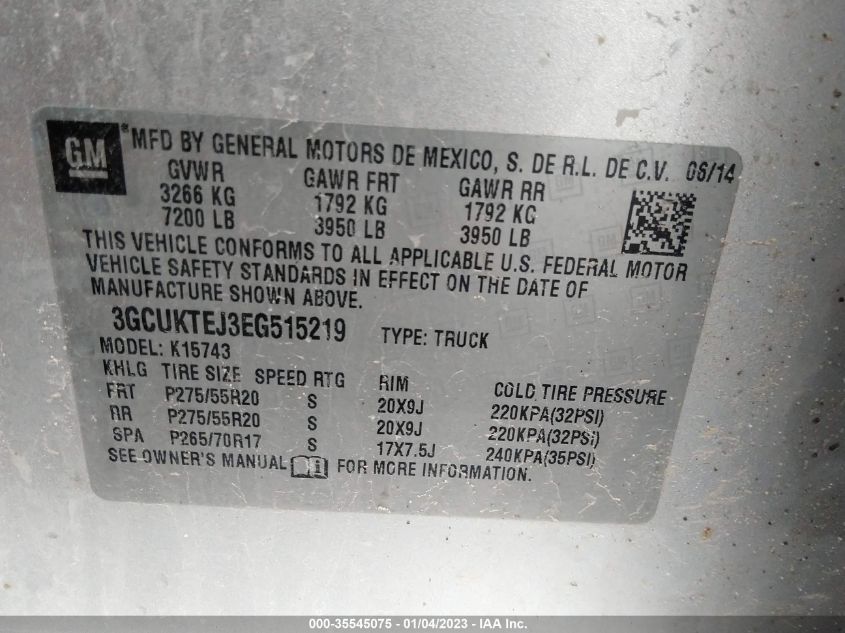 GM
*MFD BY GENERAL MOTORS DE MEXICO, S. DE R.L. DE C.V. 06/14
GVWR GAWR FRT GAWR RR
3266 KG 1792 KG 1792 KG
7200 LB 3950 LB 3950 LB
THIS VEHICLE CONFORMS TO ALL APPLICABLE U.S. FEDERAL MOTOR
VEHICLE SAFETY STANDARDS IN EFFECT ON THE DATE OF
MANUFACTURE SHOWN ABOVE.
3GCUKTEJ3EG515219 TYPE: TRUCK
MODEL: K15743
KHLG TIRE SIZE SPEED RTG RIM COLD TIRE PRESSURE
FRT P275/55R20 S 20X9J 220KPA(32PSI)
RR P275/55R20 S 20X9J 220KPA(32PSI)
SPA P265/70R17 S 17X7.5J 240KPA(35PSI)
SEE OWNER'S MANUAL FOR MORE INFORMATION.
000-35545075 - 01/04/2023 - IAA Inc.